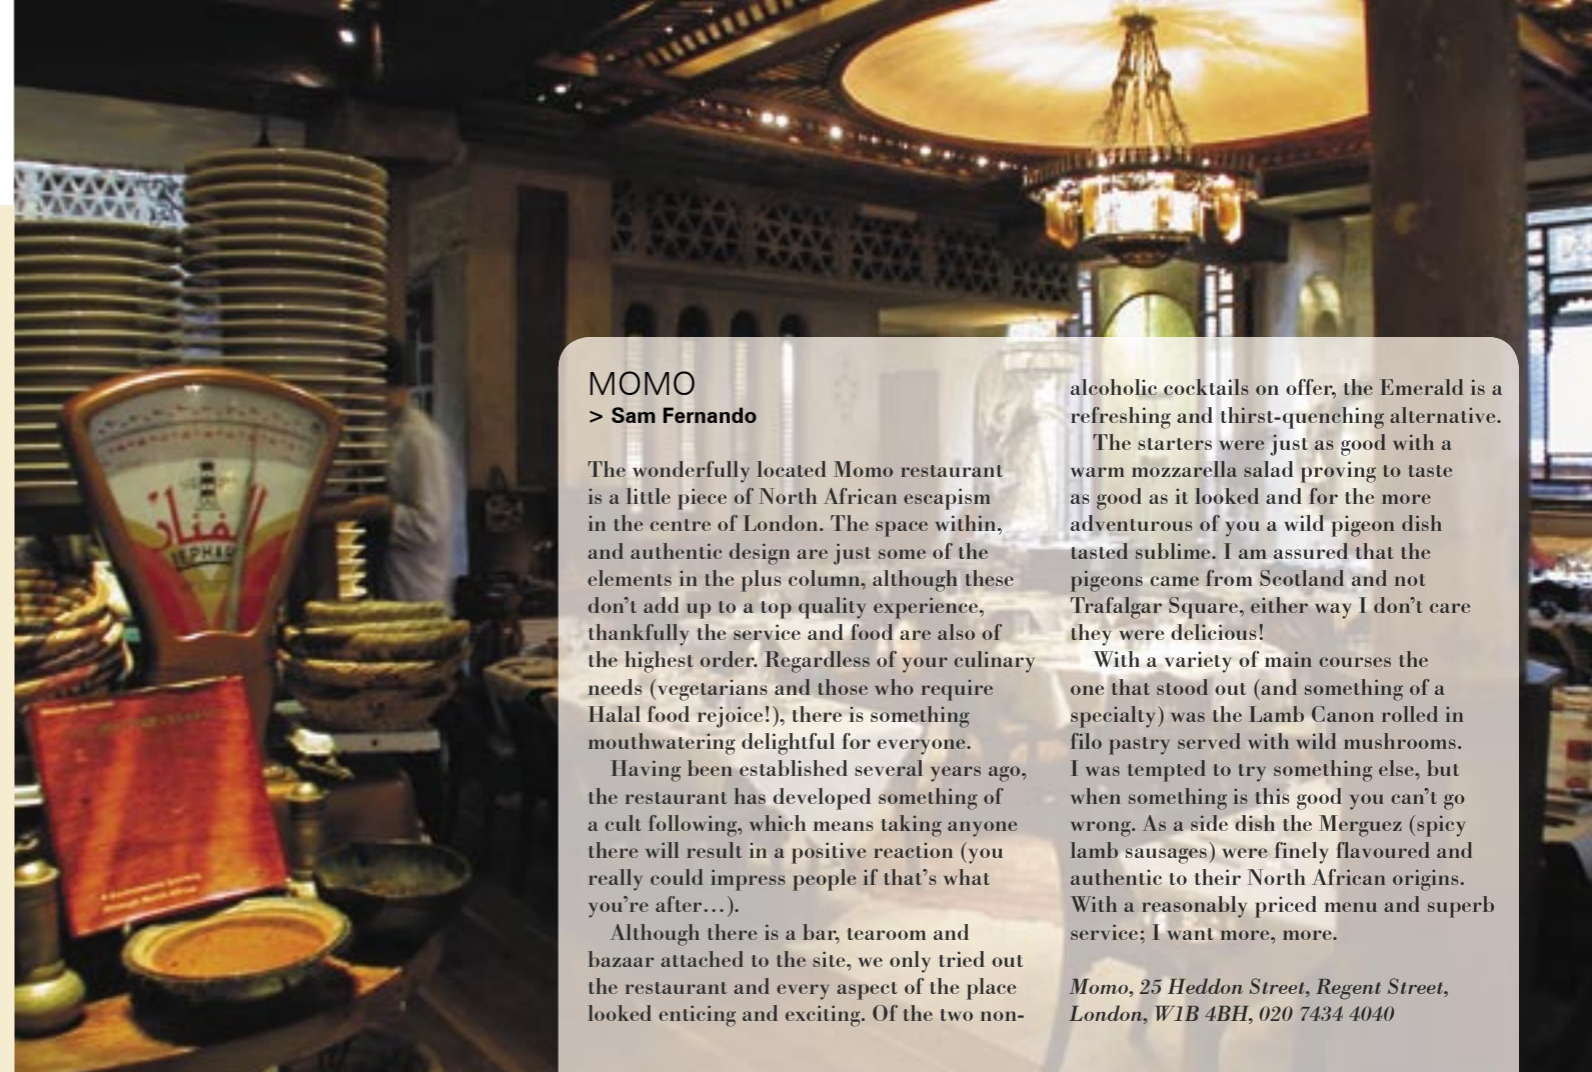 MOMO
> Sam Fernando
The wonderfully located Momo restaurant
is a little piece of North African escapism
in the centre of London. The space within,
and authentic design are just some of the
elements in the plus column, although these
don't add up to a top quality experience,
thankfully the service and food are also of
the highest order. Regardless of your culinary
needs (vegetarians and those who require
Halal food rejoice!), there is something
mouthwatering delightful for everyone.
Having been established several years ago,
the restaurant has developed something of
a cult following, which means taking anyone
there will result in a positive reaction (you
really could impress people if that's what
you're after…).
Although there is a bar, tearoom and
bazaar attached to the site, we only tried out
the restaurant and every aspect of the place
looked enticing and exciting. Of the two non-
alcoholic cocktails on offer, the Emerald is a
refreshing and thirst-quenching alternative.
The starters were just as good with a
warm mozzarella salad proving to taste
as good as it looked and for the more
adventurous of you a wild pigeon dish
tasted sublime. I am assured that the
pigeons came from Scotland and not
Trafalgar Square, either way I don't care
they were delicious!
With a variety of main courses the
one that stood out (and something of a
specialty) was the Lamb Canon rolled in
filo pastry served with wild mushrooms.
I was tempted to try something else, but
when something is this good you can't go
wrong. As a side dish the Merguez (spicy
lamb sausages) were finely flavoured and
authentic to their North African origins.
With a reasonably priced menu and superb
service; I want more, more.
Momo, 25 Heddon Street, Regent Street,
London, W1B 4BH, 020 7434 4040